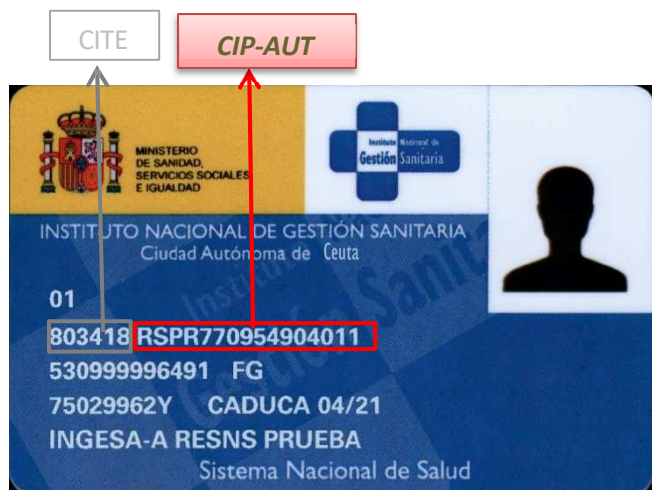 CITE
CIP-AUT
MINISTERIO
DE SANIDAD,
SERVICIOS SOCIALES
E IGUALDAD
Instituto Nacional de
Gestión Sanitaria
INSTITUTO NACIONAL DE GESTIÓN SANITARIA
Ciudad Autónoma de Ceuta
01
803418 RSPR770954904011
530999996491 FG
75029962Y CADUCA 04/21
INGESA-A RESNS PRUEBA
Sistema Nacional de Salud